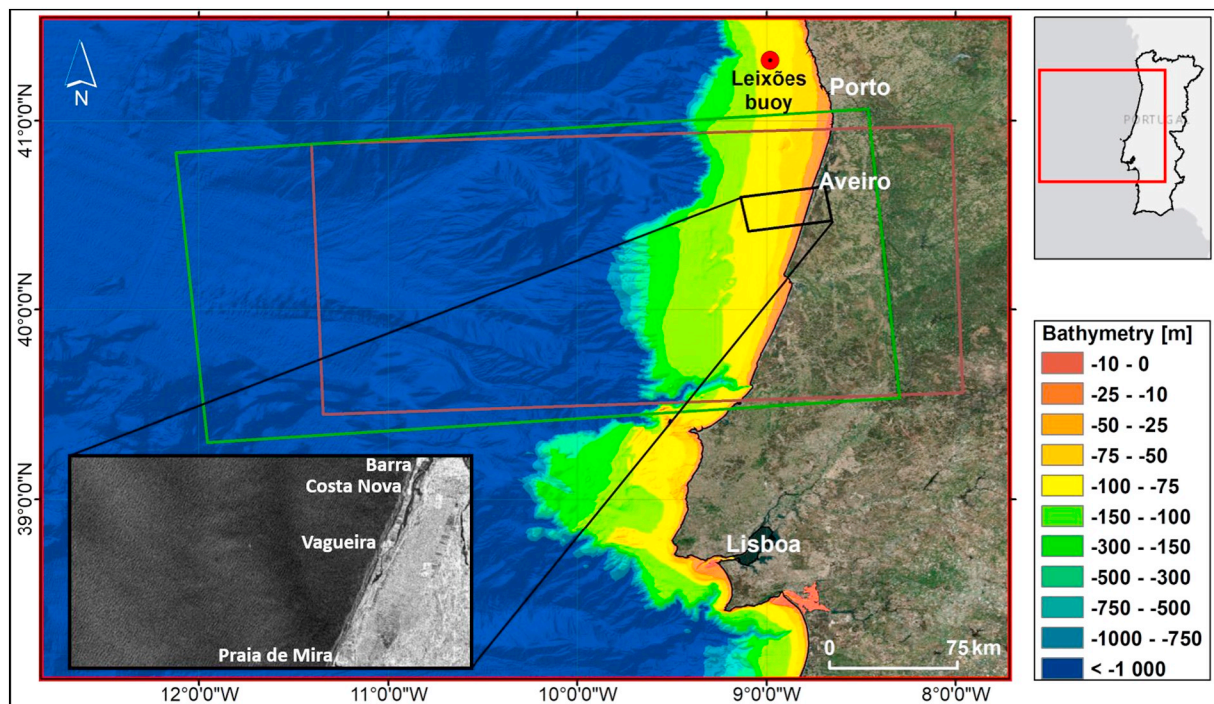 N
Leixões
buoy
Porto
Aveiro
Lisboa
Barra
Costa Nova
Vagueira
Praia de Mira
0 75 km
41°0'0"N
40°0'0"N
39°0'0"N
12°0'0"W 11°0'0"W 10°0'0"W 9°0'0"W 8°0'0"W
PORTUGAL
Bathymetry [m]
-10 - 0
-25 - -10
-50 - -25
-75 - -50
-100 - -75
-150 - -100
-300 - -150
-500 - -300
-750 - -500
-1000 - -750
< -1 000